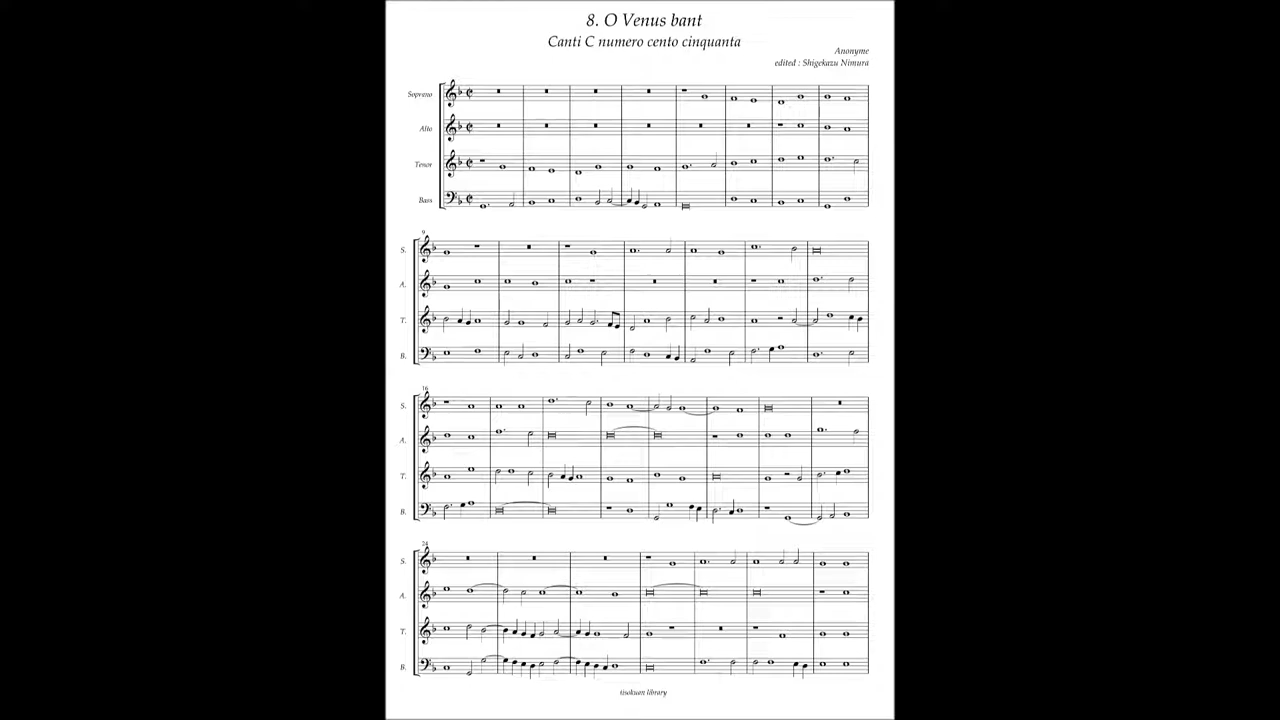 8. O Venus bant
Canti C numero cento cinquanta
Anonyme
edited : Shigekazu Nimura
Soprano
Alto
Tenor
Bass
9
S.
A.
T.
B.
16
S.
A.
T.
B.
24
S.
A.
T.
B.
tisokuan library